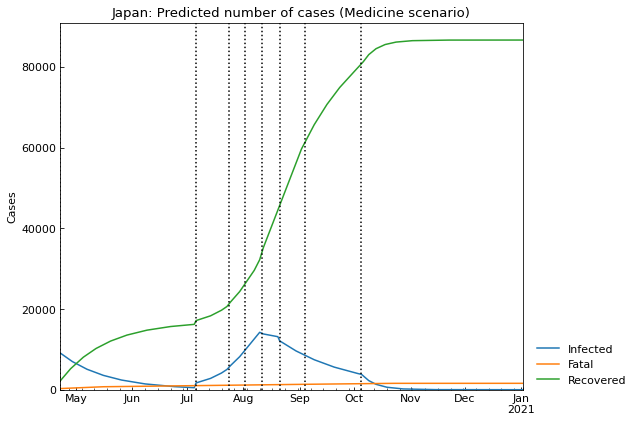 Japan: Predicted number of cases (Medicine scenario)
Cases
80000
60000
40000
20000
0
May Jun Jul Aug Sep Oct Nov Dec Jan
2021
Infected
Fatal
Recovered